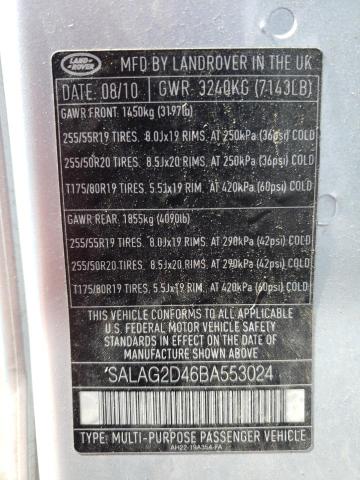 LAND ROVER
MFD BY LANDROVER IN THE UK
DATE: 08/10 GWR: 3240KG (7143LB)
GAWR FRONT: 1450kg (3197lb)
255/55R19 TIRES. 8.0Jx19 RIMS. AT 250kPa (36psi) COLD
255/50R20 TIRES. 8.5Jx20 RIMS. AT 250kPa (36psi) COLD
T175/80R19 TIRES. 5.5Jx19 RIM. AT 420kPa (60psi) COLD
GAWR REAR: 1855kg (4090lb)
255/55R19 TIRES. 8.0Jx19 RIMS. AT 290kPa (42psi) COLD
255/50R20 TIRES. 8.5Jx20 RIMS. AT 290kPa (42psi) COLD
T175/80R19 TIRES. 5.5Jx19 RIM. AT 420kPa (60psi) COLD
THIS VEHICLE CONFORMS TO ALL APPLICABLE
U.S. FEDERAL MOTOR VEHICLE SAFETY
STANDARDS IN EFFECT ON THE DATE OF
MANUFACTURE SHOWN ABOVE
*SALAG2D46BA553024
TYPE: MULTI-PURPOSE PASSENGER VEHICLE
AH22-19A354-FA